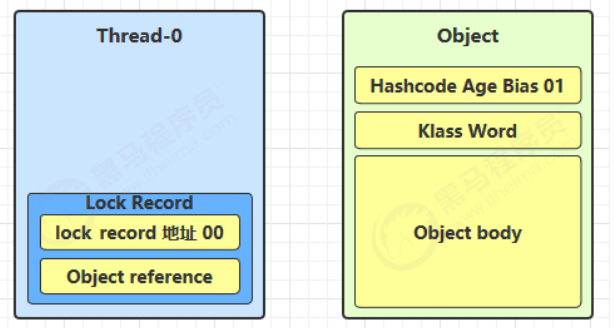 Thread-0
Lock Record
lock record 地址 00
Object reference
Object
Hashcode Age Bias 01
Klass Word
Object body
黑马程序员
www.itheima.com
黑马程序员
www.itheima.com